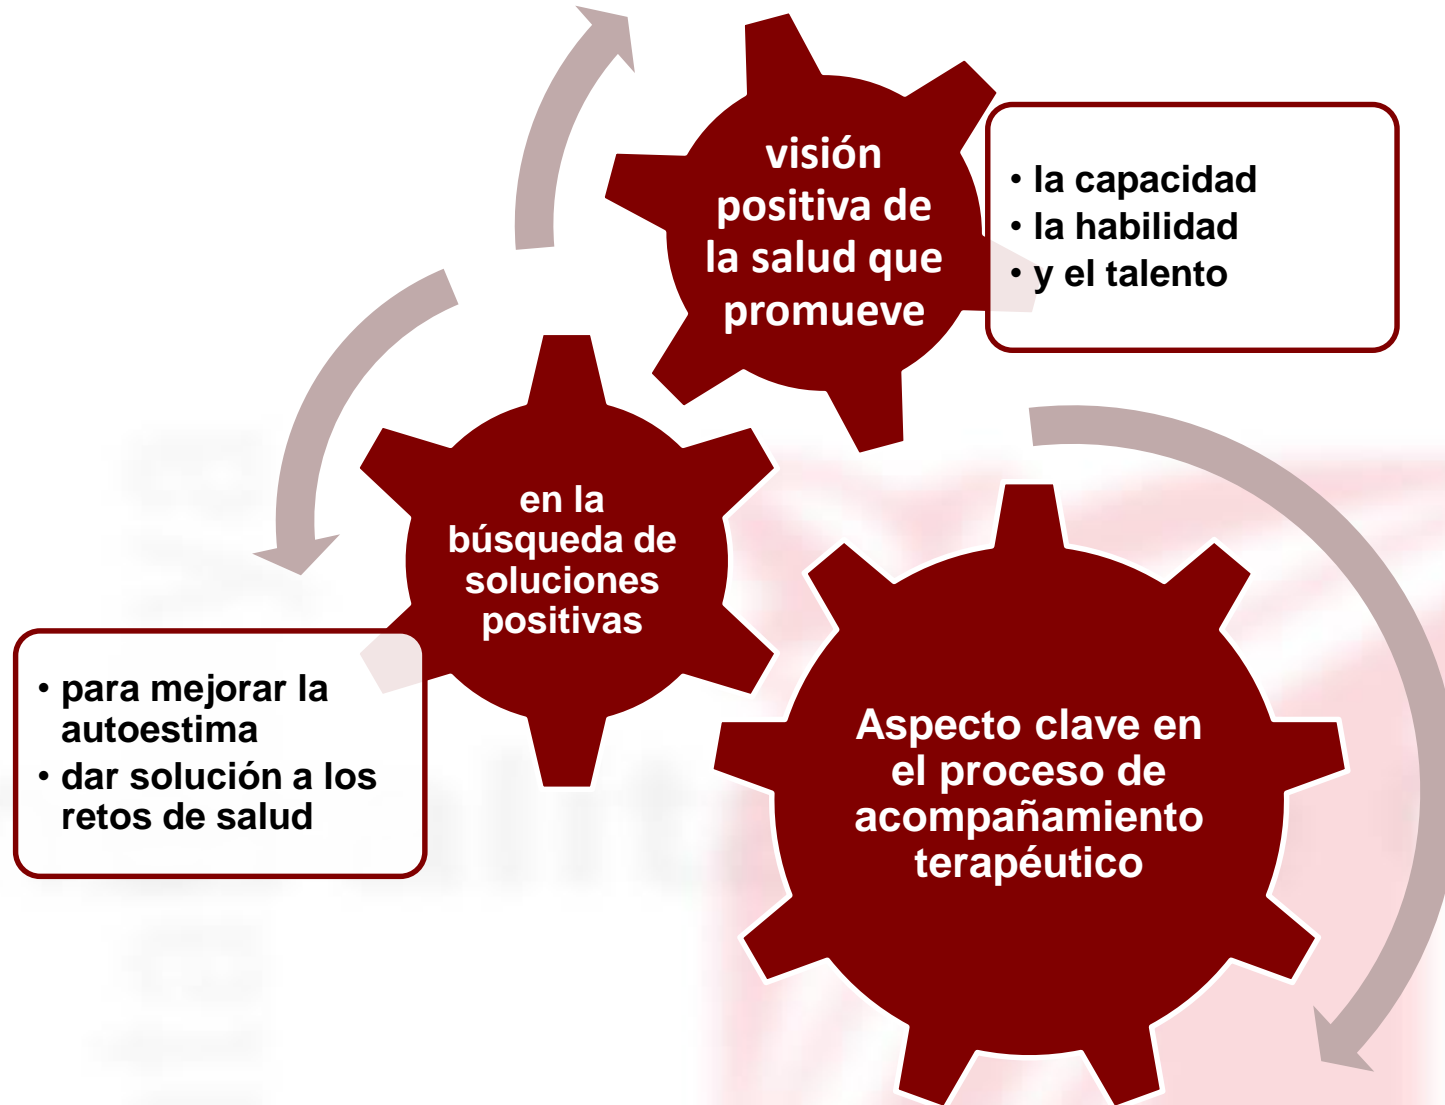 visión
positiva de
la salud que
promueve
• la capacidad
• la habilidad
• y el talento
en la
búsqueda de
soluciones
positivas
• para mejorar la
autoestima
• dar solución a los
retos de salud
Aspecto clave en
el proceso de
acompañamiento
terapéutico